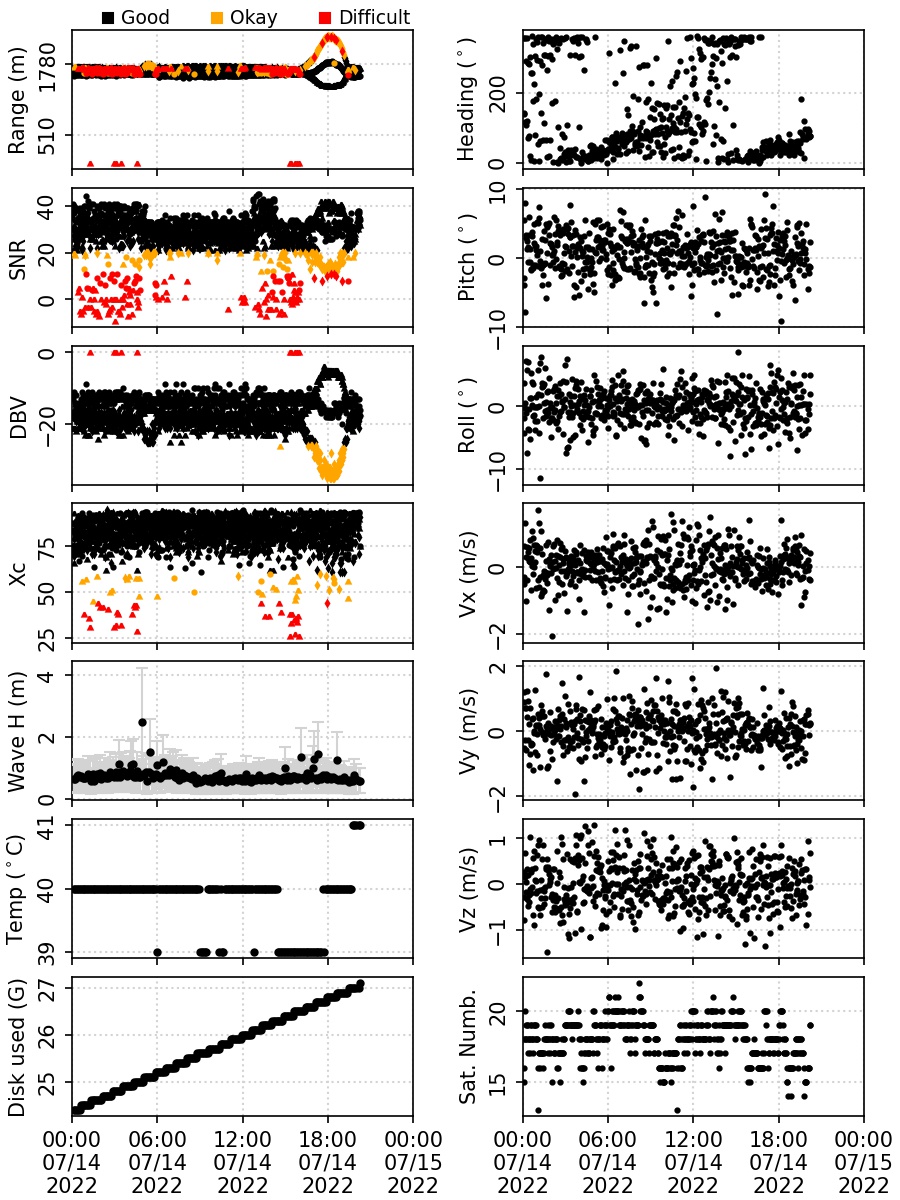 Good Okay Difficult
Range (m)
1780
510
Heading (°)
200
0
SNR
40
20
0
Pitch (°)
10
0
−10
DBV
0
−20
Roll (°)
0
−10
Xc
75
50
25
Vx (m/s)
0
−2
Wave H (m)
4
2
0
Vy (m/s)
2
0
−2
Temp (°C)
41
40
39
Vz (m/s)
1
0
−1
Disk used (G)
27
26
25
Sat. Numb.
20
15
00:00 06:00 12:00 18:00 00:00
07/14 07/14 07/14 07/14 07/15
2022 2022 2022 2022 2022
00:00 06:00 12:00 18:00 00:00
07/14 07/14 07/14 07/14 07/15
2022 2022 2022 2022 2022